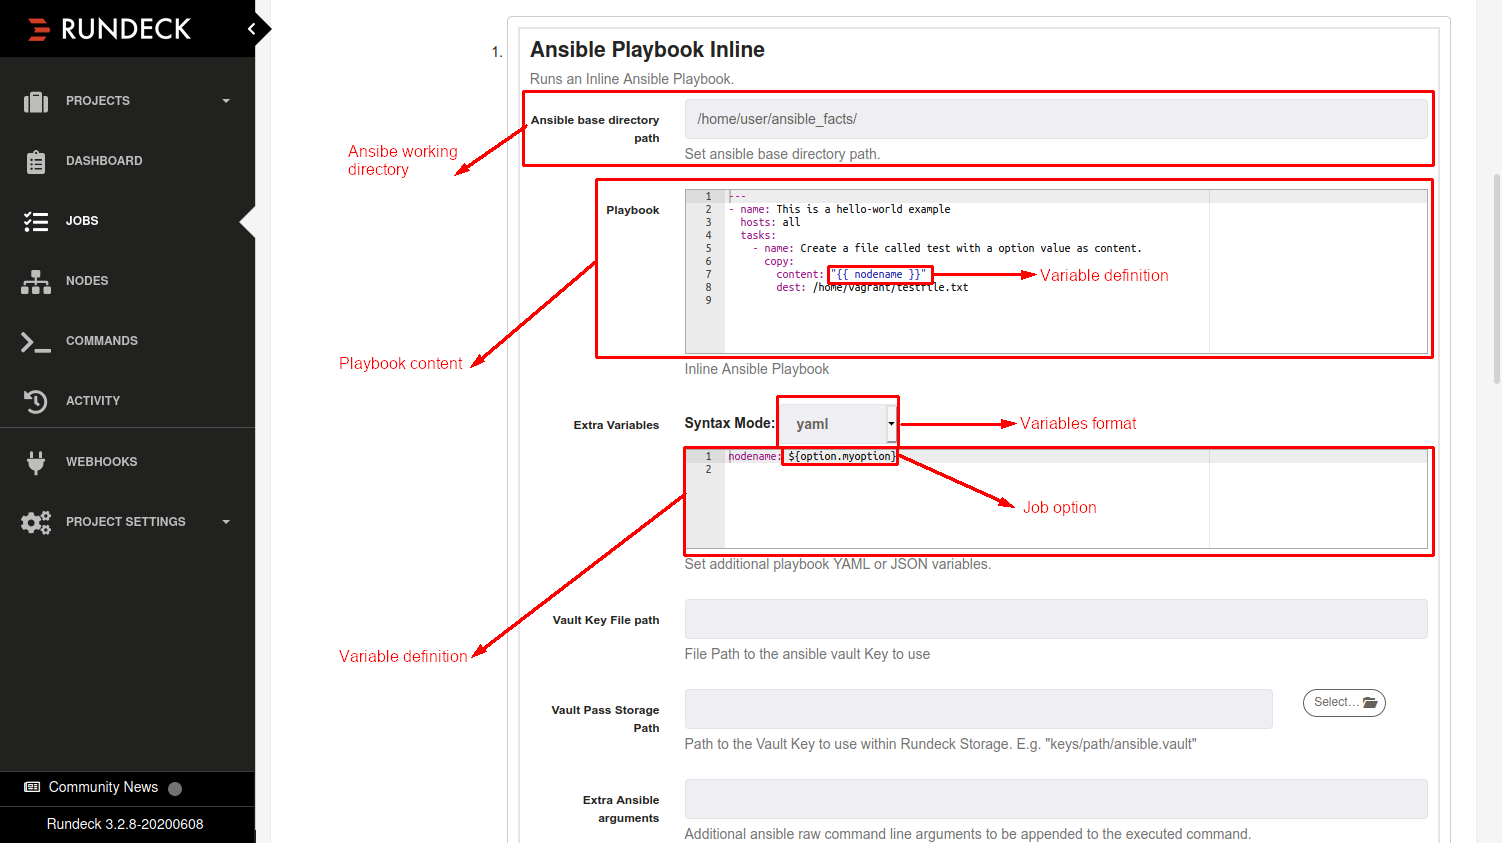 RUNDECK
PROJECTS
DASHBOARD
JOBS
NODES
COMMANDS
ACTIVITY
WEBHOOKS
PROJECT SETTINGS
Community News
Rundeck 3.2.8-20200608
1.
Ansible Playbook Inline
Runs an Inline Ansible Playbook.
Ansible base directory
path
/home/user/ansible_facts/
Set ansible base directory path.
Ansibe working
directory
Playbook
1 ---
2 - name: This is a hello-world example
3 hosts: all
4 tasks:
5 - name: Create a file called test with a option value as content.
6 copy:
7 content: "{{ nodename }}"
8 dest: /home/vagrant/testfile.txt
9
Variable definition
Playbook content
Inline Ansible Playbook
Extra Variables
Syntax Mode: yaml
Variables format
1 nodename: ${option.myoption}
2
Job option
Set additional playbook YAML or JSON variables.
Variable definition
Vault Key File path
File Path to the ansible vault Key to use
Vault Pass Storage
Path
Select...
Path to the Vault Key to use within Rundeck Storage. E.g. "keys/path/ansible.vault"
Extra Ansible
arguments
Additional ansible raw command line arguments to be appended to the executed command.